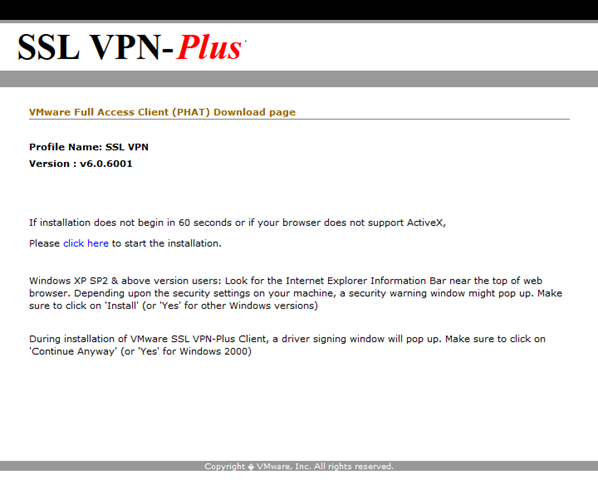 SSL VPN-Plus
VMware Full Access Client (PHAT) Download page
Profile Name: SSL VPN
Version : v6.0.6001
If installation does not begin in 60 seconds or if your browser does not support ActiveX,
Please click here to start the installation.
Windows XP SP2 & above version users: Look for the Internet Explorer Information Bar near the top of web
browser. Depending upon the security settings on your machine, a security warning window might pop up. Make
sure to click on 'Install' (or 'Yes' for other Windows versions)
During installation of VMware SSL VPN-Plus Client, a driver signing window will pop up. Make sure to click on
'Continue Anyway' (or 'Yes' for Windows 2000)
Copyright � VMware, Inc. All rights reserved.